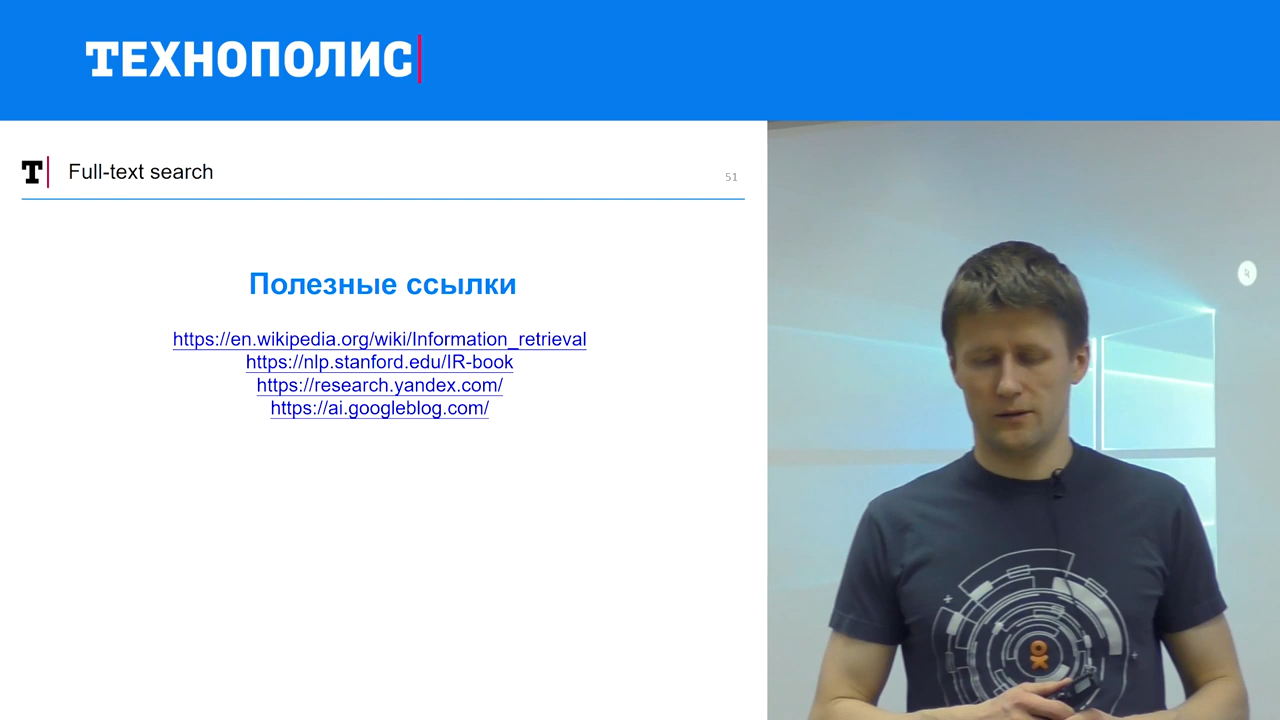 ТЕХНОПОЛИС
Т Full-text search
51
Полезные ссылки
https://en.wikipedia.org/wiki/Information_retrieval
https://nlp.stanford.edu/IR-book
https://research.yandex.com/
https://ai.googleblog.com/